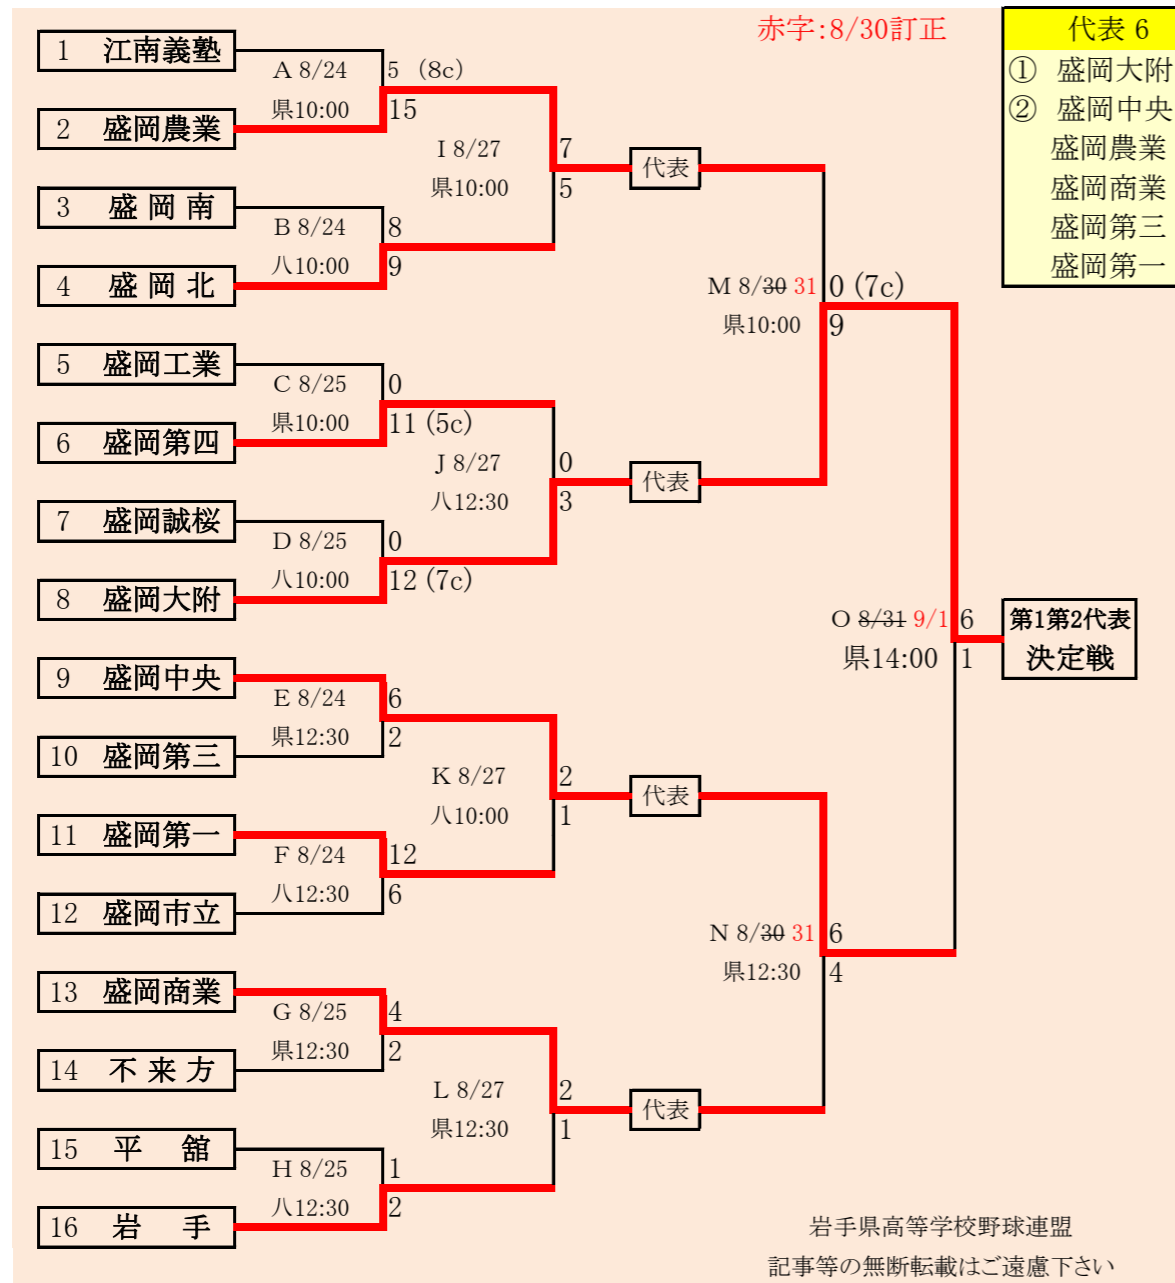 赤字:8/30訂正
代表 6
① 盛岡大附
② 盛岡中央
盛岡農業
盛岡商業
盛岡第三
盛岡第一
1 江南義塾
A 8/24 5 (8c)
県10:00 15
2 盛岡農業
I 8/27 7
県10:00 5
代表
3 盛岡南
B 8/24 8
八10:00 9
4 盛岡北
M 8/30 31 0 (7c)
県10:00 9
5 盛岡工業
C 8/25 0
県10:00 11 (5c)
6 盛岡第四
J 8/27 0
八12:30 3
代表
7 盛岡誠桜
D 8/25 0
八10:00 12 (7c)
8 盛岡大附
O 8/31 9/1 6
県14:00 1
第1第2代表
決定戦
9 盛岡中央
E 8/24 6
県12:30 2
10 盛岡第三
K 8/27 2
八10:00 1
代表
11 盛岡第一
F 8/24 12
八12:30 6
12 盛岡市立
N 8/30 31 6
県12:30 4
13 盛岡商業
G 8/25 4
県12:30 2
14 不来方
L 8/27 2
県12:30 1
代表
15 平舘
H 8/25 1
八12:30 2
16 岩手
岩手県高等学校野球連盟
記事等の無断転載はご遠慮下さい